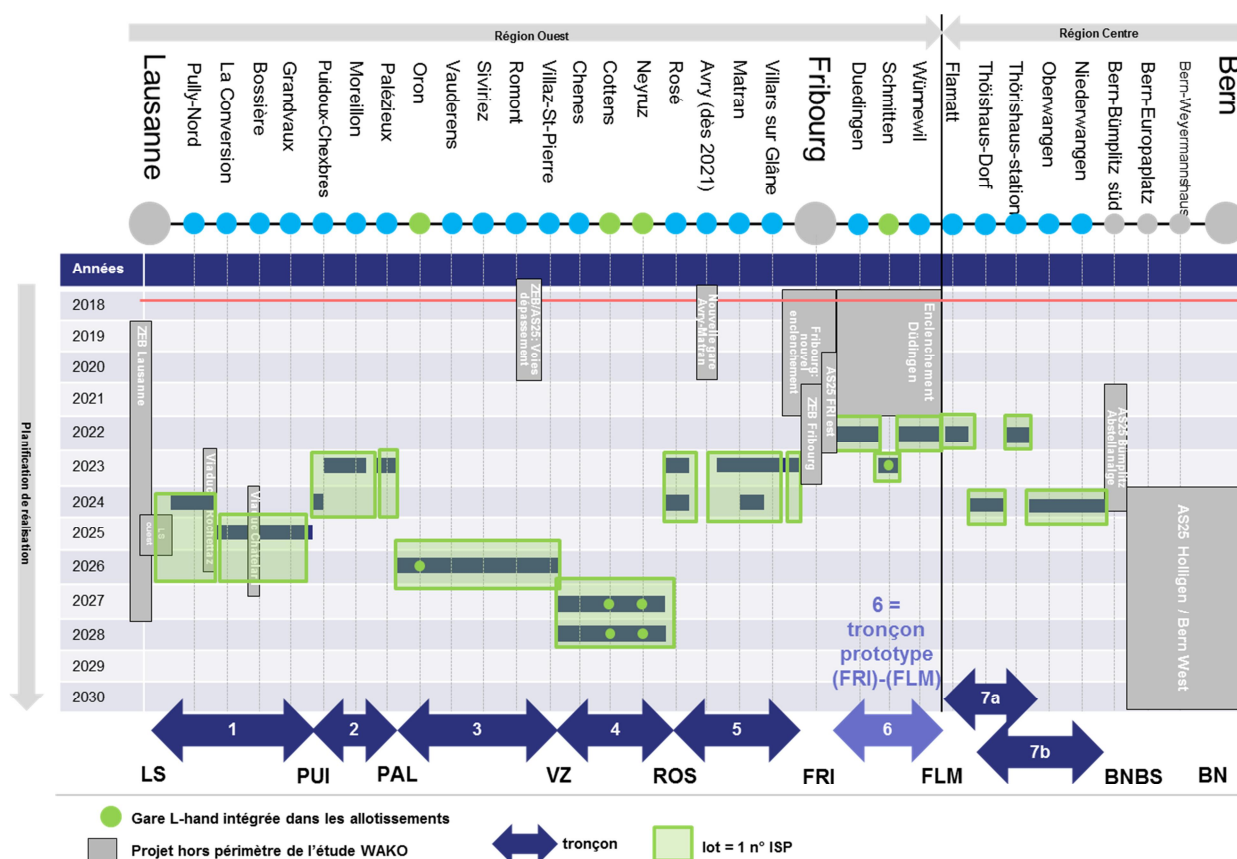 Région Ouest
Région Centre
Lausanne
Pully-Nord
La Conversion
Bossière
Grandvaux
Puidoux-Chexbres
Moreillon
Palézieux
Oron
Vauderens
Siviriez
Romont
Villaz-St-Pierre
Chenes
Cottens
Neyruz
Rosé
Avry (dès 2021)
Matran
Villars sur Glâne
Fribourg
Duedingen
Schmitten
Wünnewil
Flamatt
Thöishaus-Dorf
Thörishaus-station
Oberwangen
Niederwangen
Bern-Bümplitz süd
Bern-Europaplatz
Bern-Weyermannshaus
Bern
Années
Planification de réalisation
2018
2019
2020
2021
2022
2023
2024
2025
2026
2027
2028
2029
2030
ZEB Lausanne
LS
ouest
ZEB/AS25: Voies
dépassement
Nouvelle gare
Avry-Matran
Fribourg:
nouvel
enclenchement
AS25 FRI est
ZEB Fribourg
Enclenchement
Düdingen
AS25 Bümplitz
Abstellanalge
AS25 Holligen / Bern West
6 =
tronçon
prototype
(FRI)-(FLM)
1
2
3
4
5
6
7a
7b
LS
PUI
PAL
VZ
ROS
FRI
FLM
BNBS
BN
Gare L-hand intégrée dans les allotissements
Projet hors périmètre de l'étude WAKO
tronçon
lot = 1 n° ISP